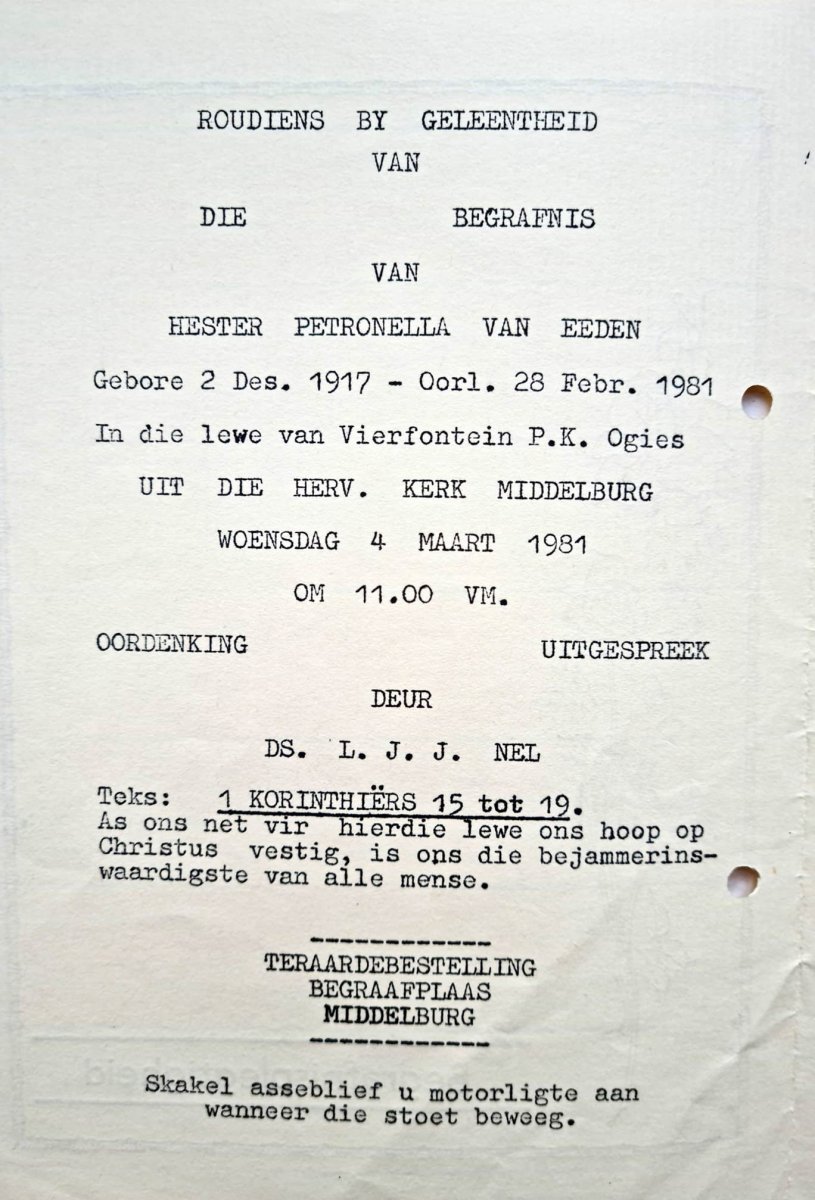 ROUDIENS BY GELEENTHEID
VAN
DIE BEGRAFNIS
VAN
HESTER PETRONELLA VAN EEDEN
Gebore 2 Des. 1917 - Oorl. 28 Febr. 1981
In die lewe van Vierfontein P.K. Ogies
UIT DIE HERV. KERK MIDDELBURG
WOENSDAG 4 MAART 1981
OM 11.00 VM.
OORDENKING UITGESPREEK
DEUR
DS. L. J. J. NEL
Teks: 1 KORINTHIËRS 15 tot 19.
As ons net vir hierdie lewe ons hoop op
Christus vestig, is ons die bejammerins-
waardigste van alle mense.
TERAARDEBESTELLING
BEGRAAFPLAAS
MIDDELBURG
Skakel asseblief u motorligte aan
wanneer die stoet beweeg.